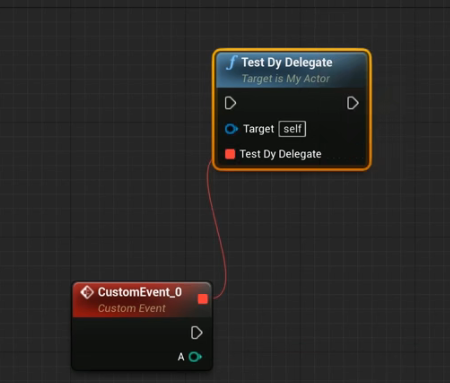 Test Dy Delegate
Target is My Actor
Target self
Test Dy Delegate
CustomEvent_0
Custom Event
A